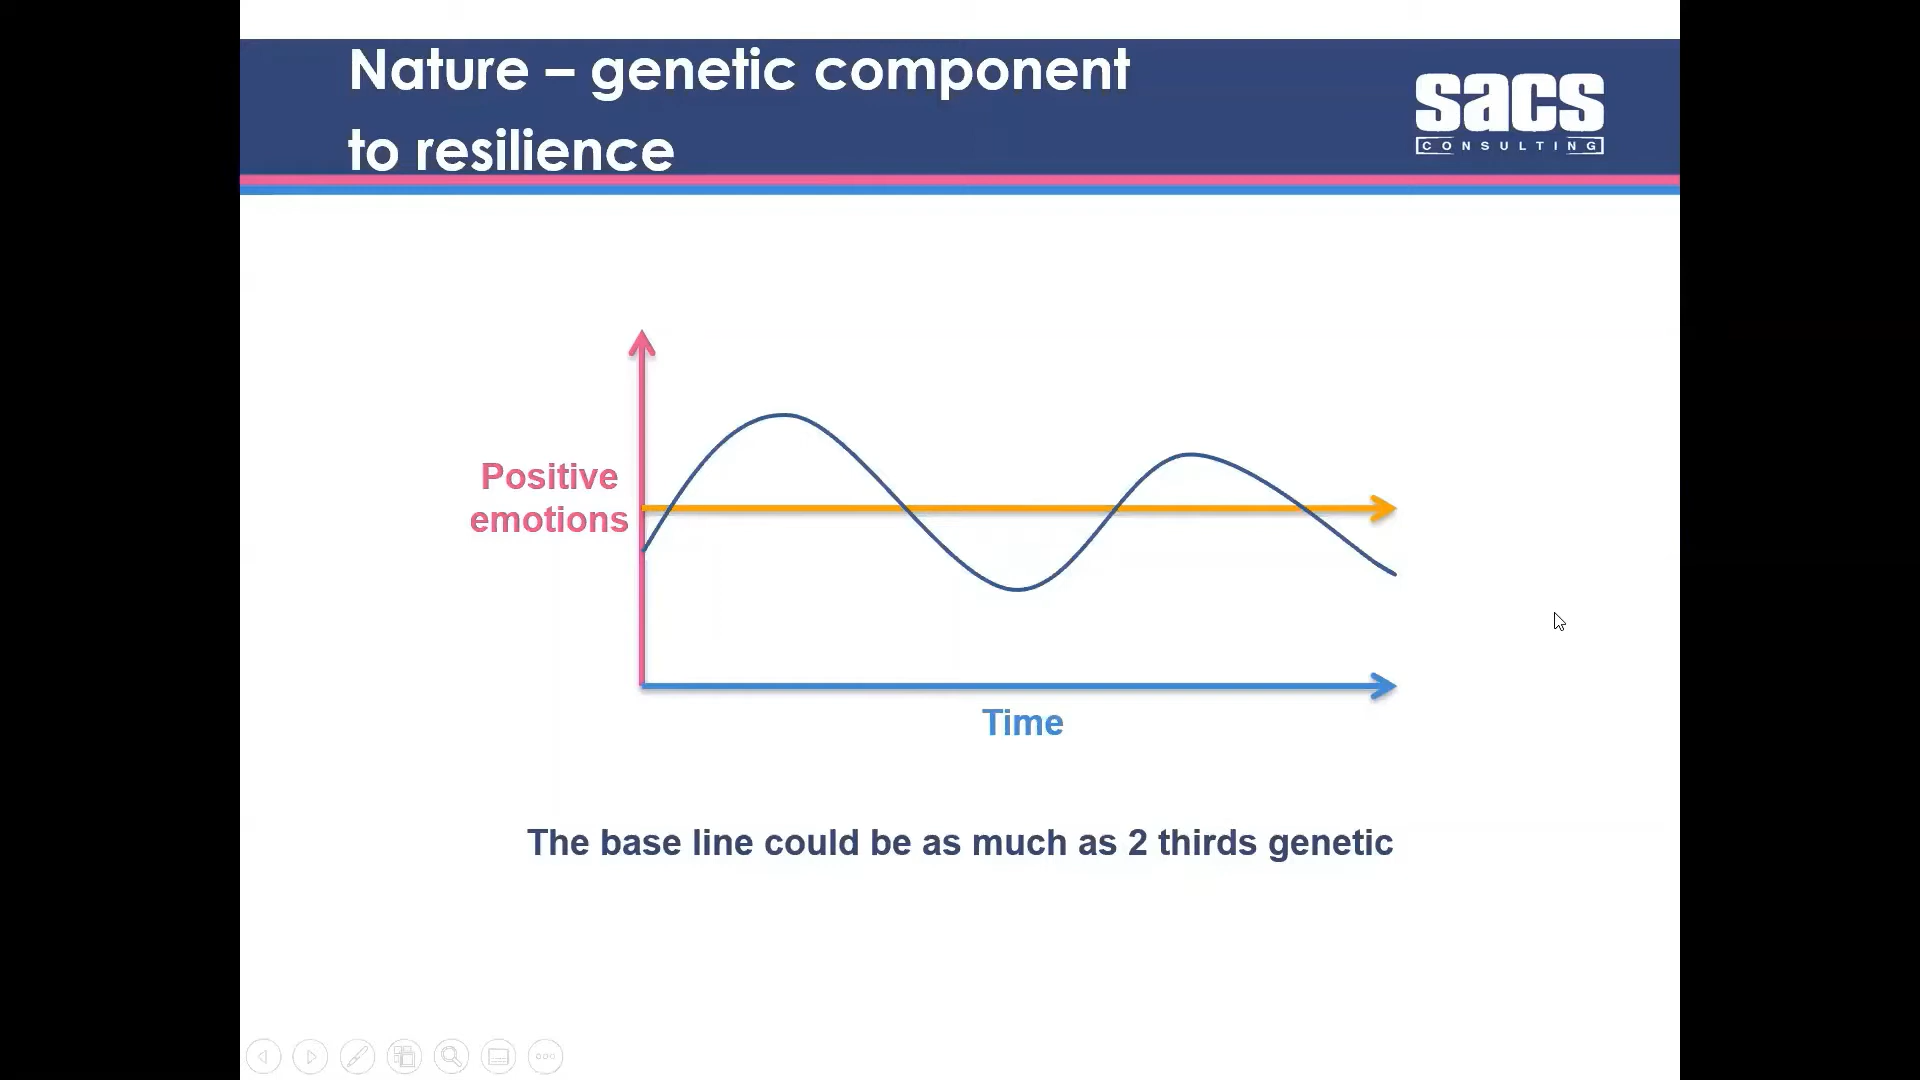 Nature – genetic component
to resilience
sacs
CONSULTING
Positive
emotions
Time
The base line could be as much as 2 thirds genetic